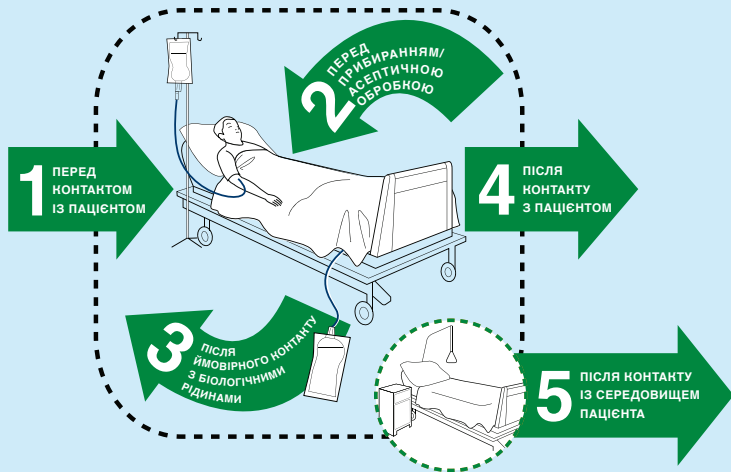 1
ПЕРЕД
КОНТАКТОМ
ІЗ ПАЦІЄНТОМ
2
ПЕРЕД
ПРИБИРАННЯМ/
АСЕПТИЧНОЮ
ОБРОБКОЮ
3
ПІСЛЯ
ЙМОВІРНОГО КОНТАКТУ
З БІОЛОГІЧНИМИ
РІДИНАМИ
4
ПІСЛЯ
КОНТАКТУ
З ПАЦІЄНТОМ
5
ПІСЛЯ КОНТАКТУ
ІЗ СЕРЕДОВИЩЕМ
ПАЦІЄНТА